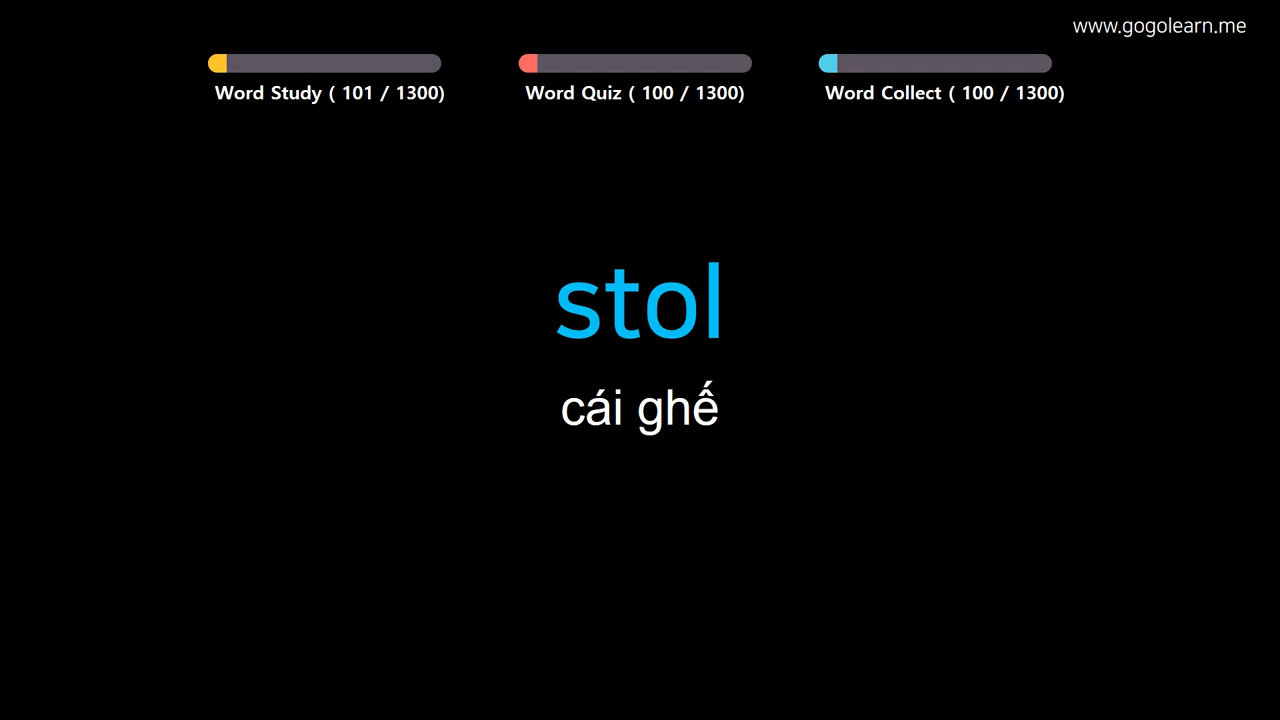 www.gogolearn.me
Word Study ( 101 / 1300)
Word Quiz ( 100 / 1300)
Word Collect ( 100 / 1300)
stol
cái ghế